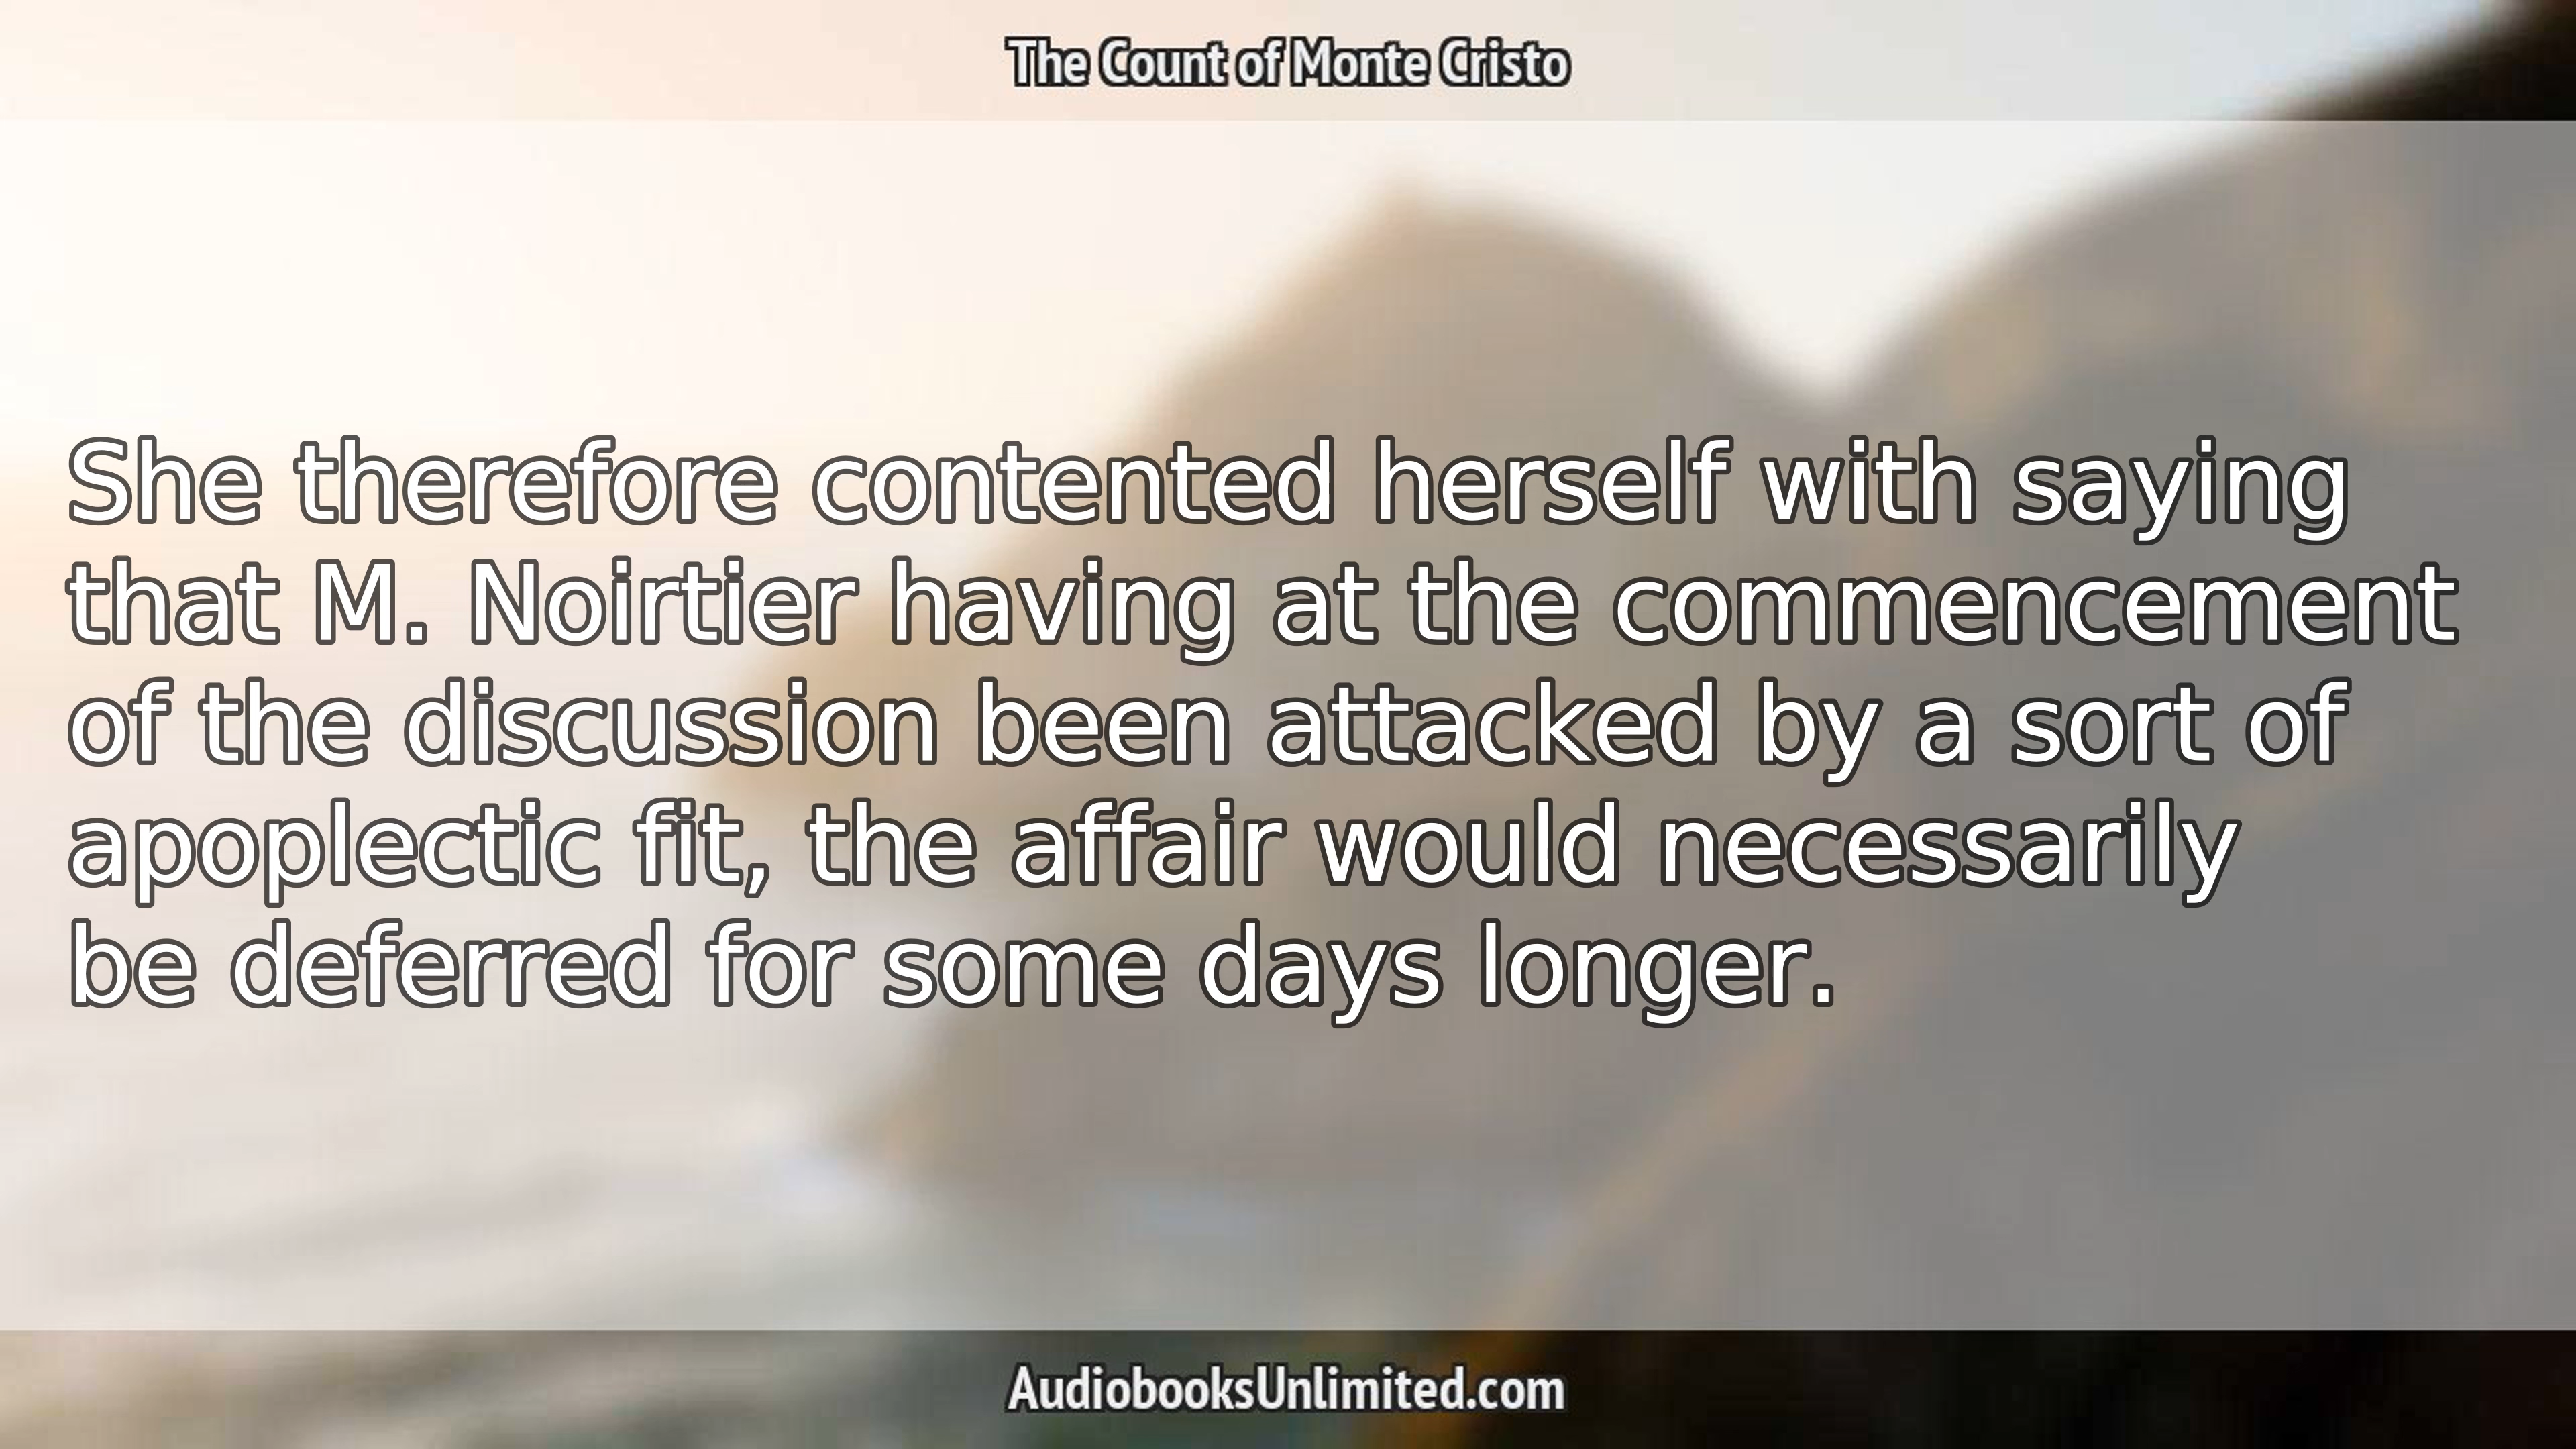 The Count of Monte Cristo
She therefore contented herself with saying
that M. Noirtier having at the commencement
of the discussion been attacked by a sort of
apoplectic fit, the affair would necessarily
be deferred for some days longer.
AudiobooksUnlimited.com